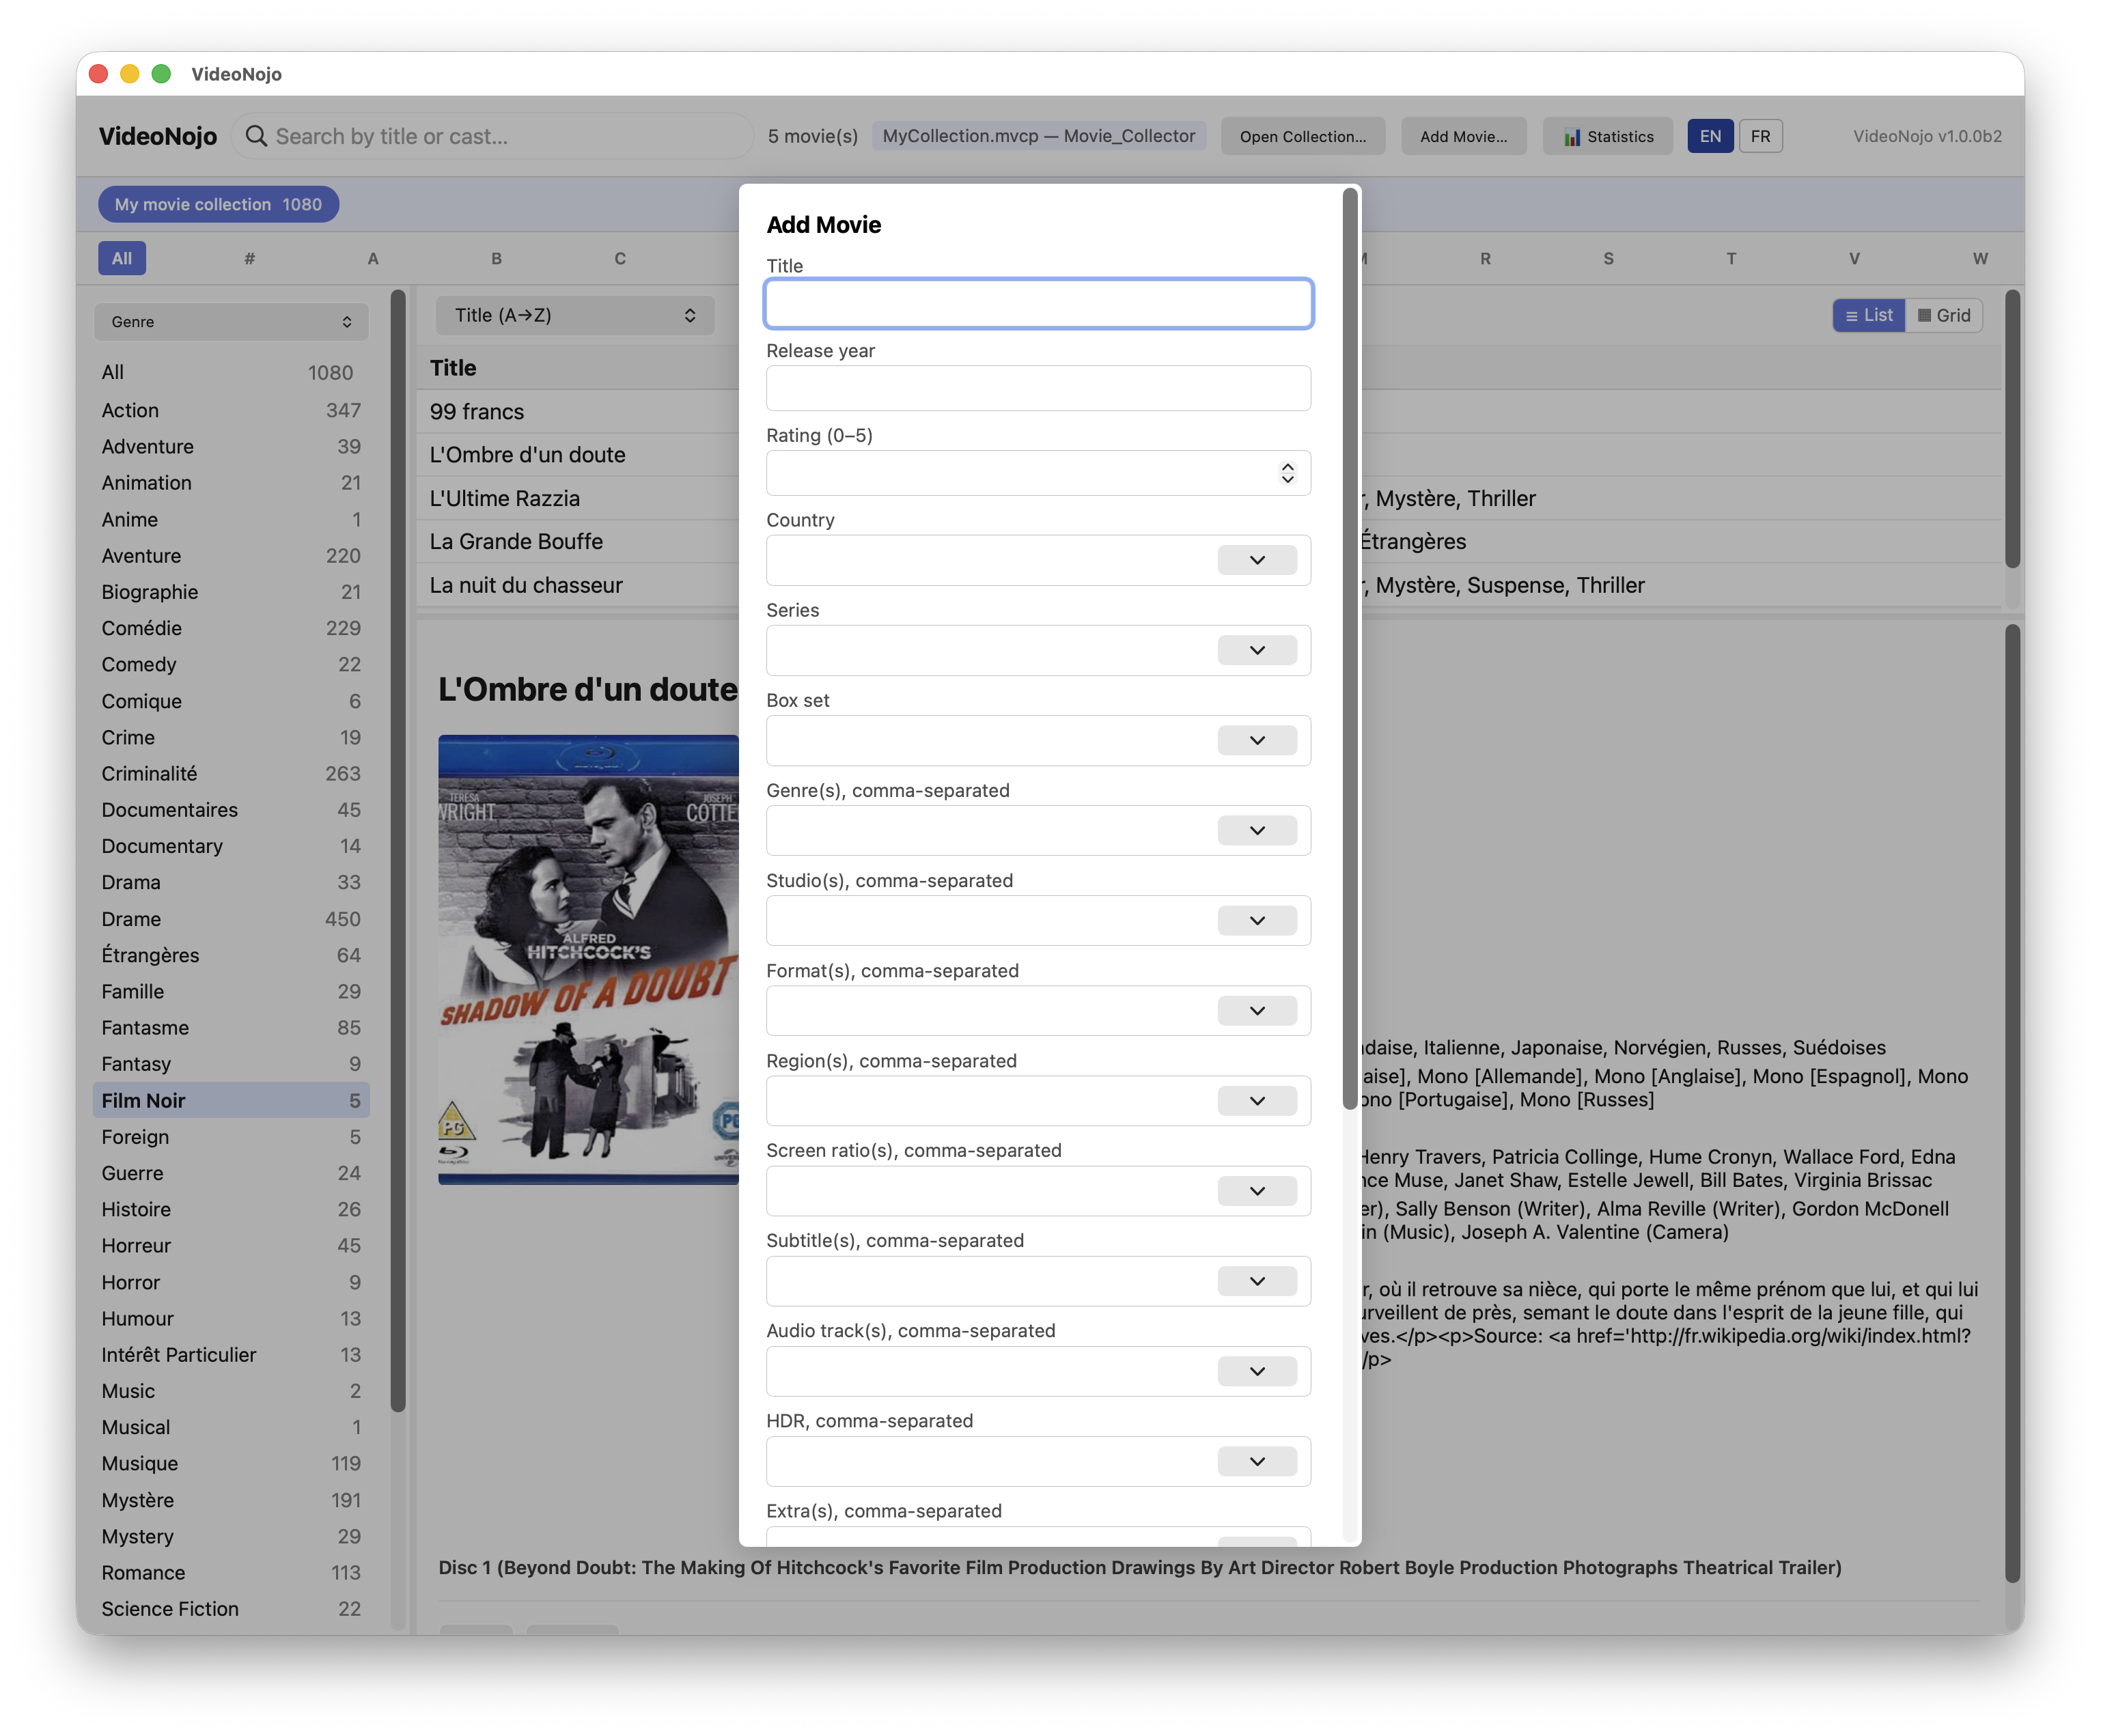 VideoNojo
VideoNojo
Search by title or cast...
5 movie(s)
MyCollection.mvcp — Movie_Collector
Open Collection...
Add Movie...
Statistics
EN
FR
VideoNojo v1.0.0b2
My movie collection 1080
All
#
A
B
C
R
S
T
V
W
Genre
All 1080
Action 347
Adventure 39
Animation 21
Anime 1
Aventure 220
Biographie 21
Comédie 229
Comedy 22
Comique 6
Crime 19
Criminalité 263
Documentaires 45
Documentary 14
Drama 33
Drame 450
Étrangères 64
Famille 29
Fantasme 85
Fantasy 9
Film Noir 5
Foreign 5
Guerre 24
Histoire 26
Horreur 45
Horror 9
Humour 13
Intérêt Particulier 13
Music 2
Musical 1
Musique 119
Mystère 191
Mystery 29
Romance 113
Science Fiction 22
Title (A→Z)
List
Grid
Title
99 francs
L'Ombre d'un doute
L'Ultime Razzia
, Mystère, Thriller
La Grande Bouffe
Étrangères
La nuit du chasseur
, Mystère, Suspense, Thriller
L'Ombre d'un doute
TERESA
WRIGHT
JOSEPH
ALFRED
HITCHCOCK'S
SHADOW OF A DOUBT
PG
Add Movie
Title
Release year
Rating (0–5)
Country
Series
Box set
Genre(s), comma-separated
Studio(s), comma-separated
Format(s), comma-separated
Region(s), comma-separated
Screen ratio(s), comma-separated
Subtitle(s), comma-separated
Audio track(s), comma-separated
HDR, comma-separated
Extra(s), comma-separated
daise, Italienne, Japonaise, Norvégien, Russes, Suédoises
aise], Mono [Allemande], Mono [Anglaise], Mono [Espagnol], Mono
ono [Portugaise], Mono [Russes]
Henry Travers, Patricia Collinge, Hume Cronyn, Wallace Ford, Edna
nce Muse, Janet Shaw, Estelle Jewell, Bill Bates, Virginia Brissac
er), Sally Benson (Writer), Alma Reville (Writer), Gordon McDonell
in (Music), Joseph A. Valentine (Camera)
r, où il retrouve sa nièce, qui porte le même prénom que lui, et qui lui
urveillent de près, semant le doute dans l'esprit de la jeune fille, qui
ves.</p><p>Source: <a href='http://fr.wikipedia.org/wiki/index.html?
/p>
Disc 1 (Beyond Doubt: The Making Of Hitchcock's Favorite Film Production Drawings By Art Director Robert Boyle Production Photographs Theatrical Trailer)